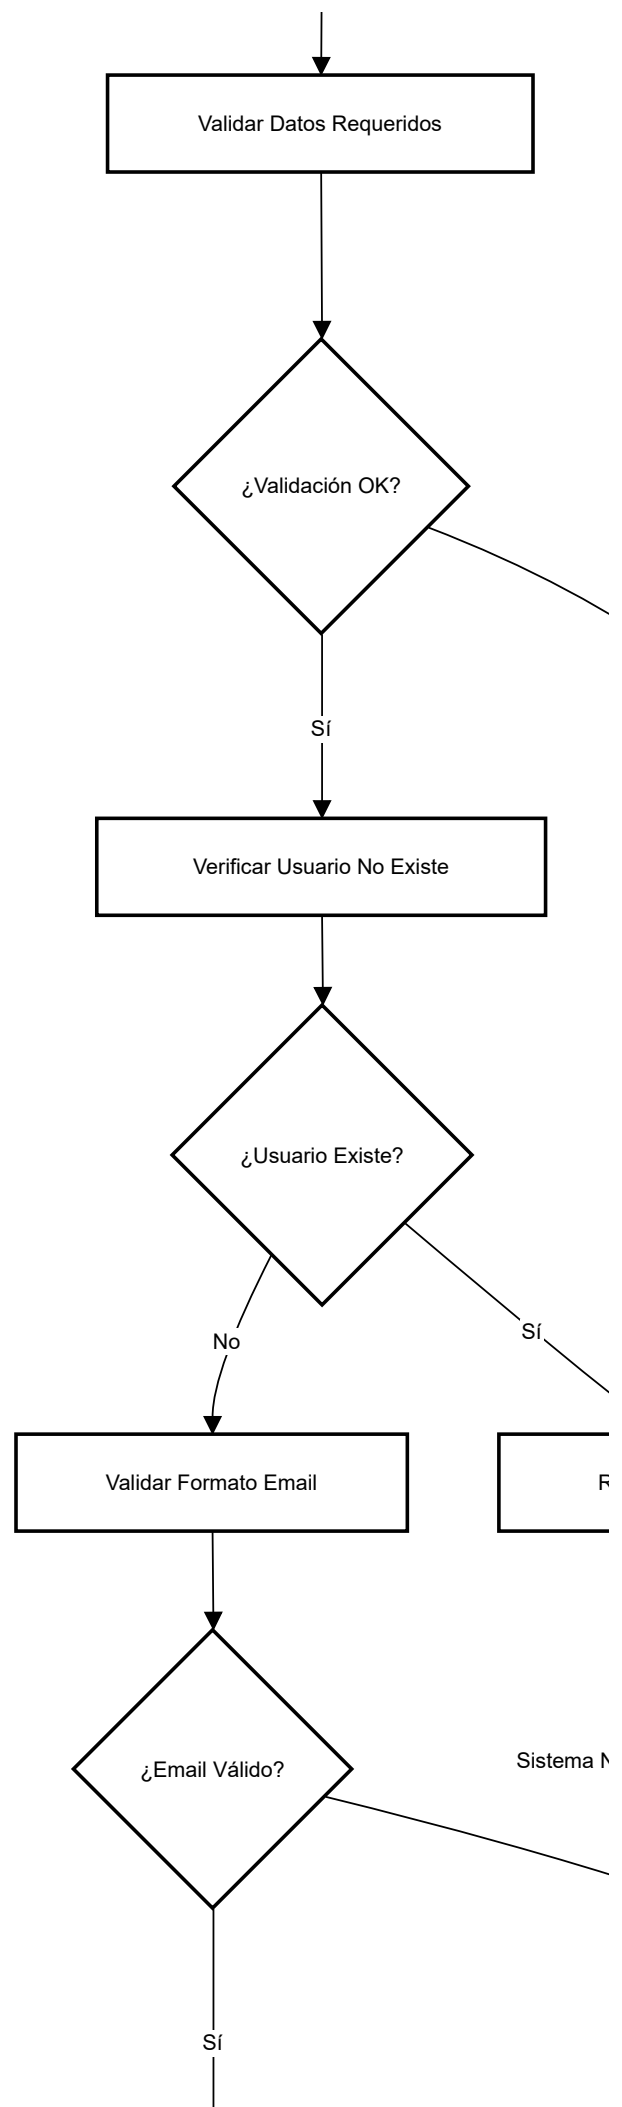 Validar Datos Requeridos
¿Validación OK?
Sí
Verificar Usuario No Existe
¿Usuario Existe?
Sí
No
Validar Formato Email
Sistema
¿Email Válido?
Sí